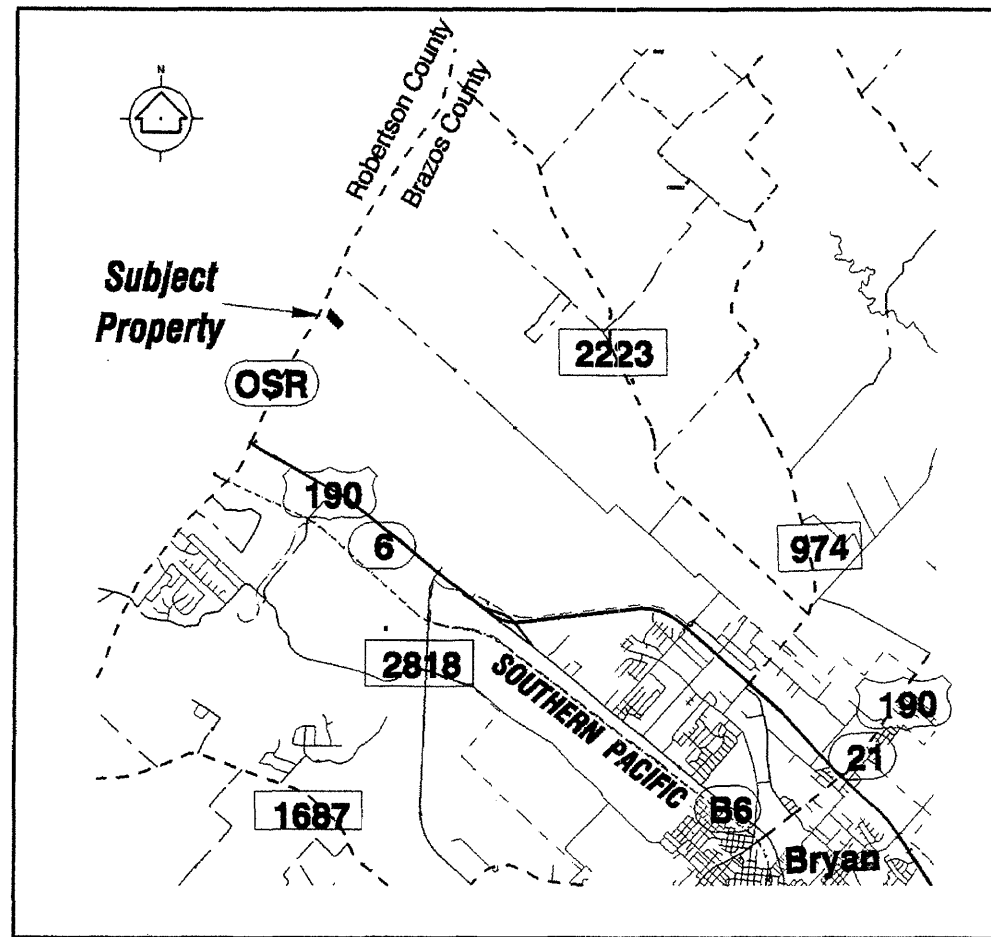 N
Robertson County
Brazos County
Subject
Property
OSR
2223
190
6
974
2818
SOUTHERN PACIFIC
190
21
1687
B6
Bryan